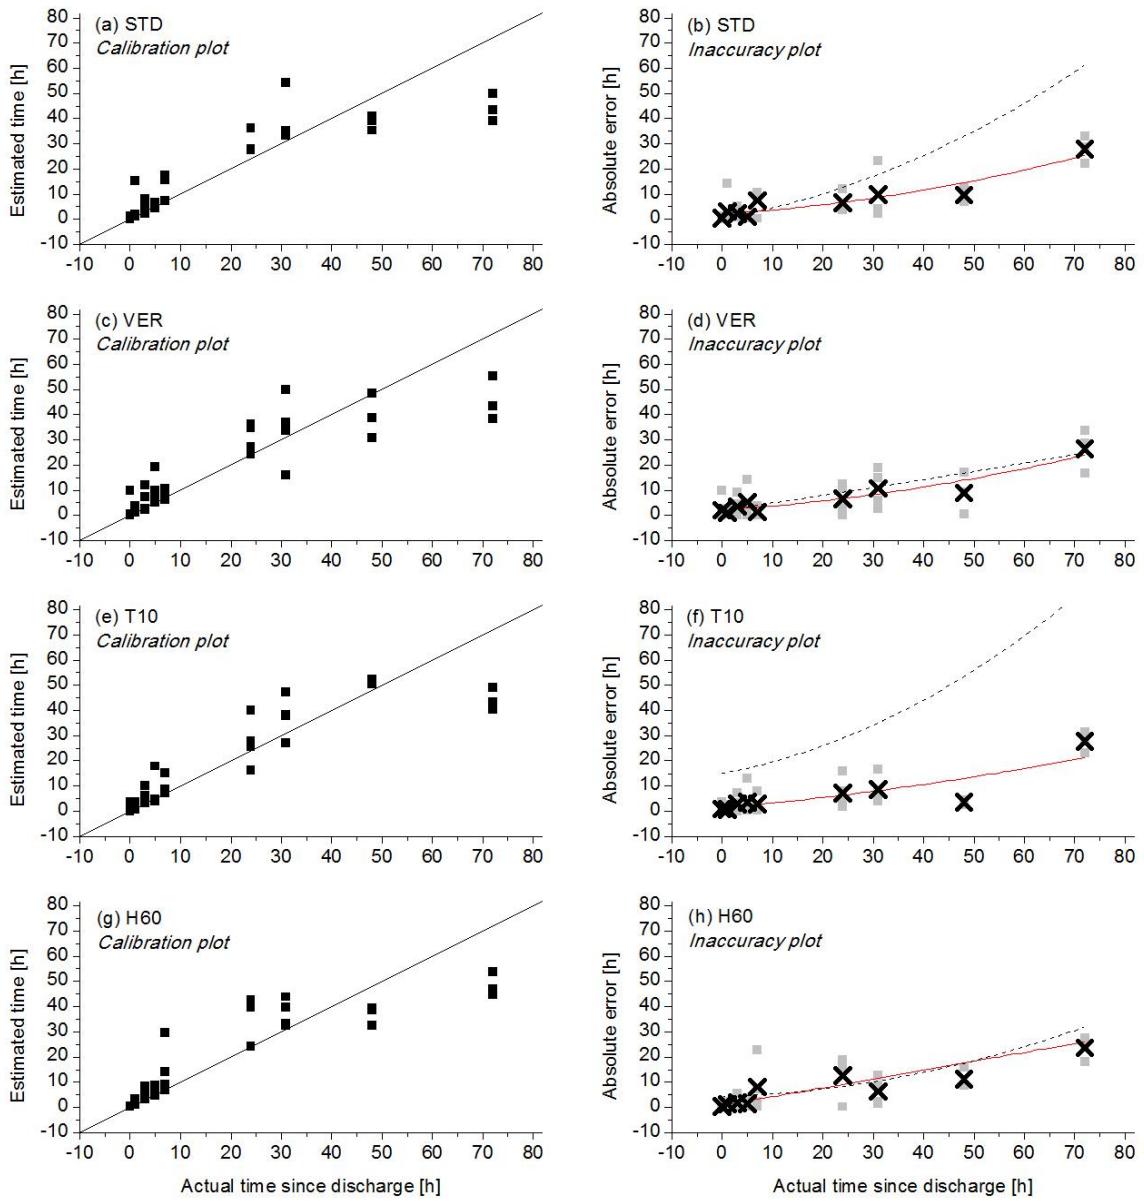 (a) STD
Calibration plot
Estimated time [h]
80
70
60
50
40
30
20
10
0
-10
-10 0 10 20 30 40 50 60 70 80
(b) STD
Inaccuracy plot
Absolute error [h]
80
70
60
50
40
30
20
10
0
-10
-10 0 10 20 30 40 50 60 70 80
(c) VER
Calibration plot
Estimated time [h]
80
70
60
50
40
30
20
10
0
-10
-10 0 10 20 30 40 50 60 70 80
(d) VER
Inaccuracy plot
Absolute error [h]
80
70
60
50
40
30
20
10
0
-10
-10 0 10 20 30 40 50 60 70 80
(e) T10
Calibration plot
Estimated time [h]
80
70
60
50
40
30
20
10
0
-10
-10 0 10 20 30 40 50 60 70 80
(f) T10
Inaccuracy plot
Absolute error [h]
80
70
60
50
40
30
20
10
0
-10
-10 0 10 20 30 40 50 60 70 80
(g) H60
Calibration plot
Estimated time [h]
80
70
60
50
40
30
20
10
0
-10
-10 0 10 20 30 40 50 60 70 80
Actual time since discharge [h]
(h) H60
Inaccuracy plot
Absolute error [h]
80
70
60
50
40
30
20
10
0
-10
-10 0 10 20 30 40 50 60 70 80
Actual time since discharge [h]